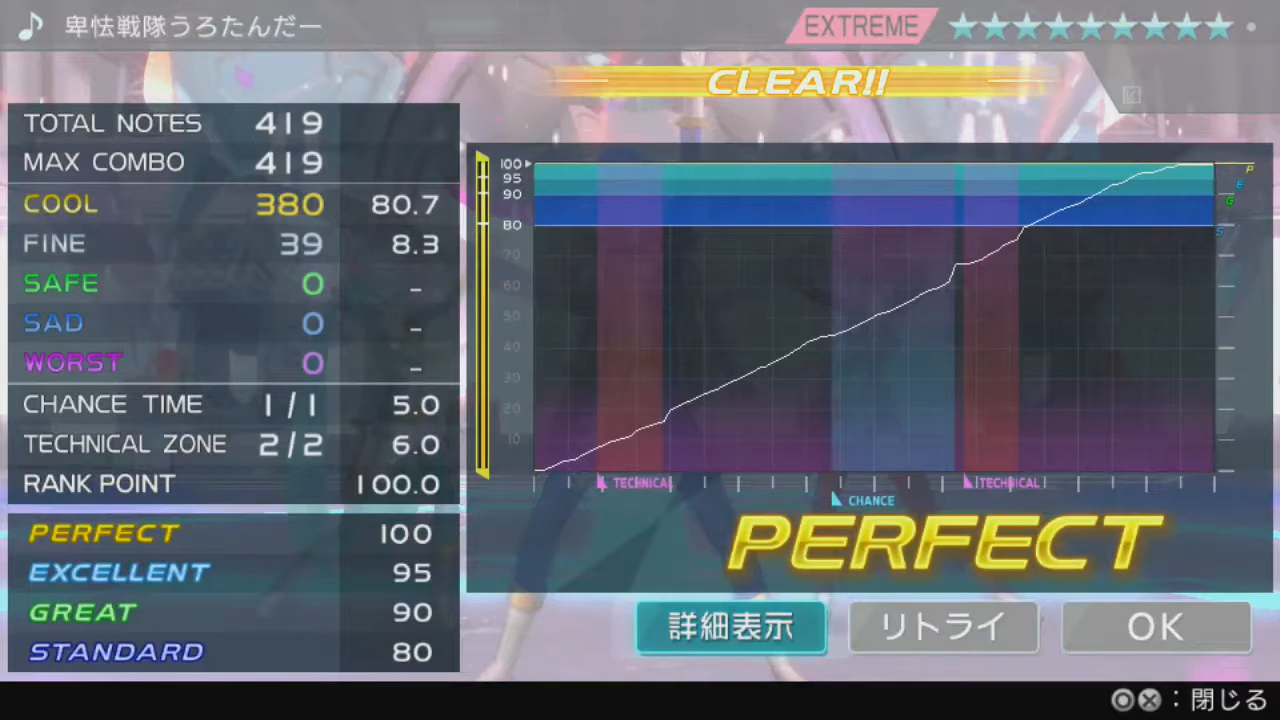 ♪ 卑怯戦隊うろたんだー EXTREME ★★★★★★★★★
CLEAR!!
TOTAL NOTES 419
MAX COMBO 419
COOL 380 80.7
FINE 39 8.3
SAFE 0 -
SAD 0 -
WORST 0 -
CHANCE TIME 1/1 5.0
TECHNICAL ZONE 2/2 6.0
RANK POINT 100.0
PERFECT 100
EXCELLENT 95
GREAT 90
STANDARD 80
100
95
90
80
70
60
50
40
30
20
10
P
E
G
S
TECHNICAL
CHANCE
TECHNICAL
PERFECT
詳細表示 リトライ OK
：閉じる